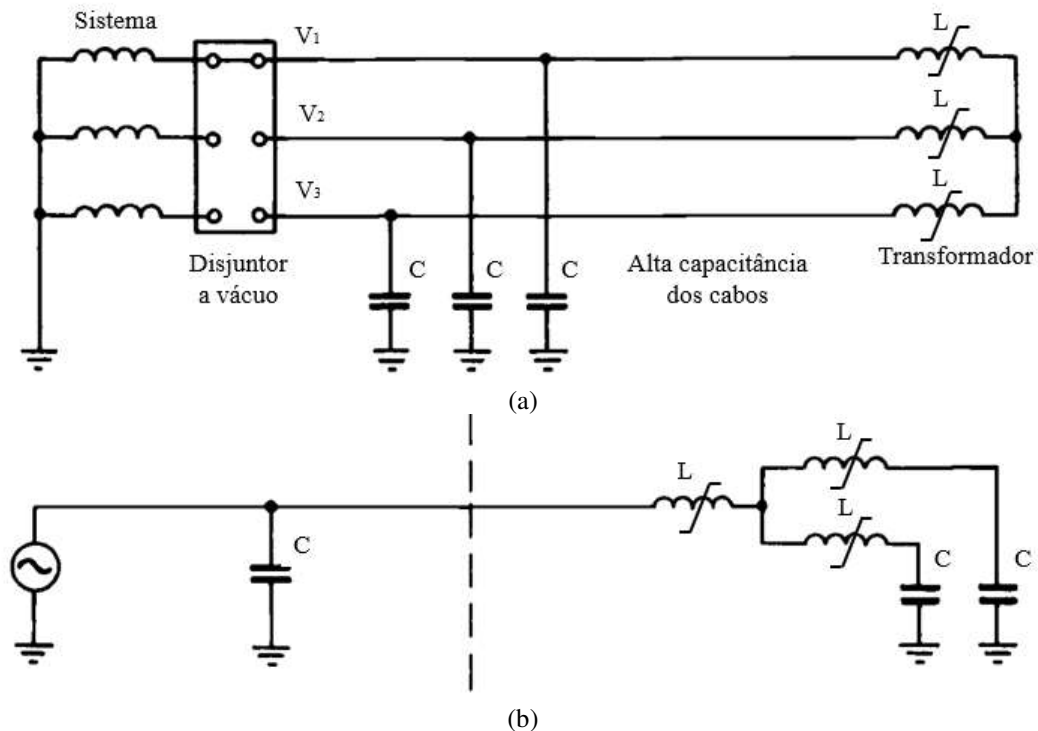 Sistema
V1
L
V2
L
V3
L
Disjuntor
a vácuo
C
C
C
Alta capacitância
dos cabos
Transformador
(a)
L
L
L
C
C
C
(b)